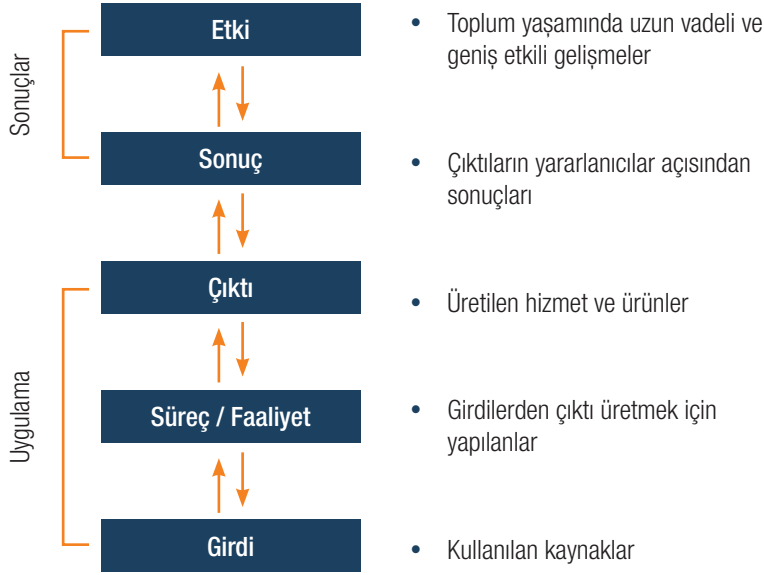 Sonuçlar
Etki
• Toplum yaşamında uzun vadeli ve
geniş etkili gelişmeler
Sonuç
• Çıktıların yararlanıcılar açısından
sonuçları
Uygulama
Çıktı
• Üretilen hizmet ve ürünler
Süreç / Faaliyet
• Girdilerden çıktı üretmek için
yapılanlar
Girdi
• Kullanılan kaynaklar